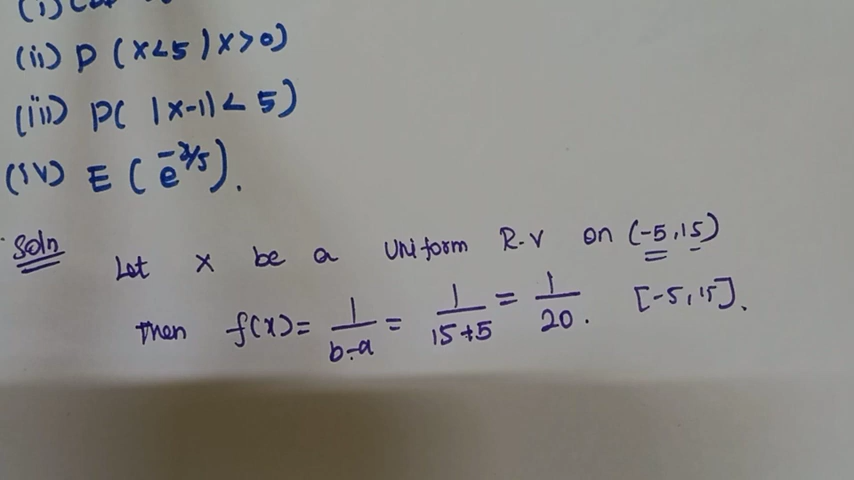 (i)
(ii) P (x<5 / x>0)
(iii) P( |x-1| < 5)
(iv) E ( e^-x/5 ).
Soln Let x be a uniform R.V on (-5,15)
Then f(x) = 1/b-a = 1/15+5 = 1/20. [-5,15].